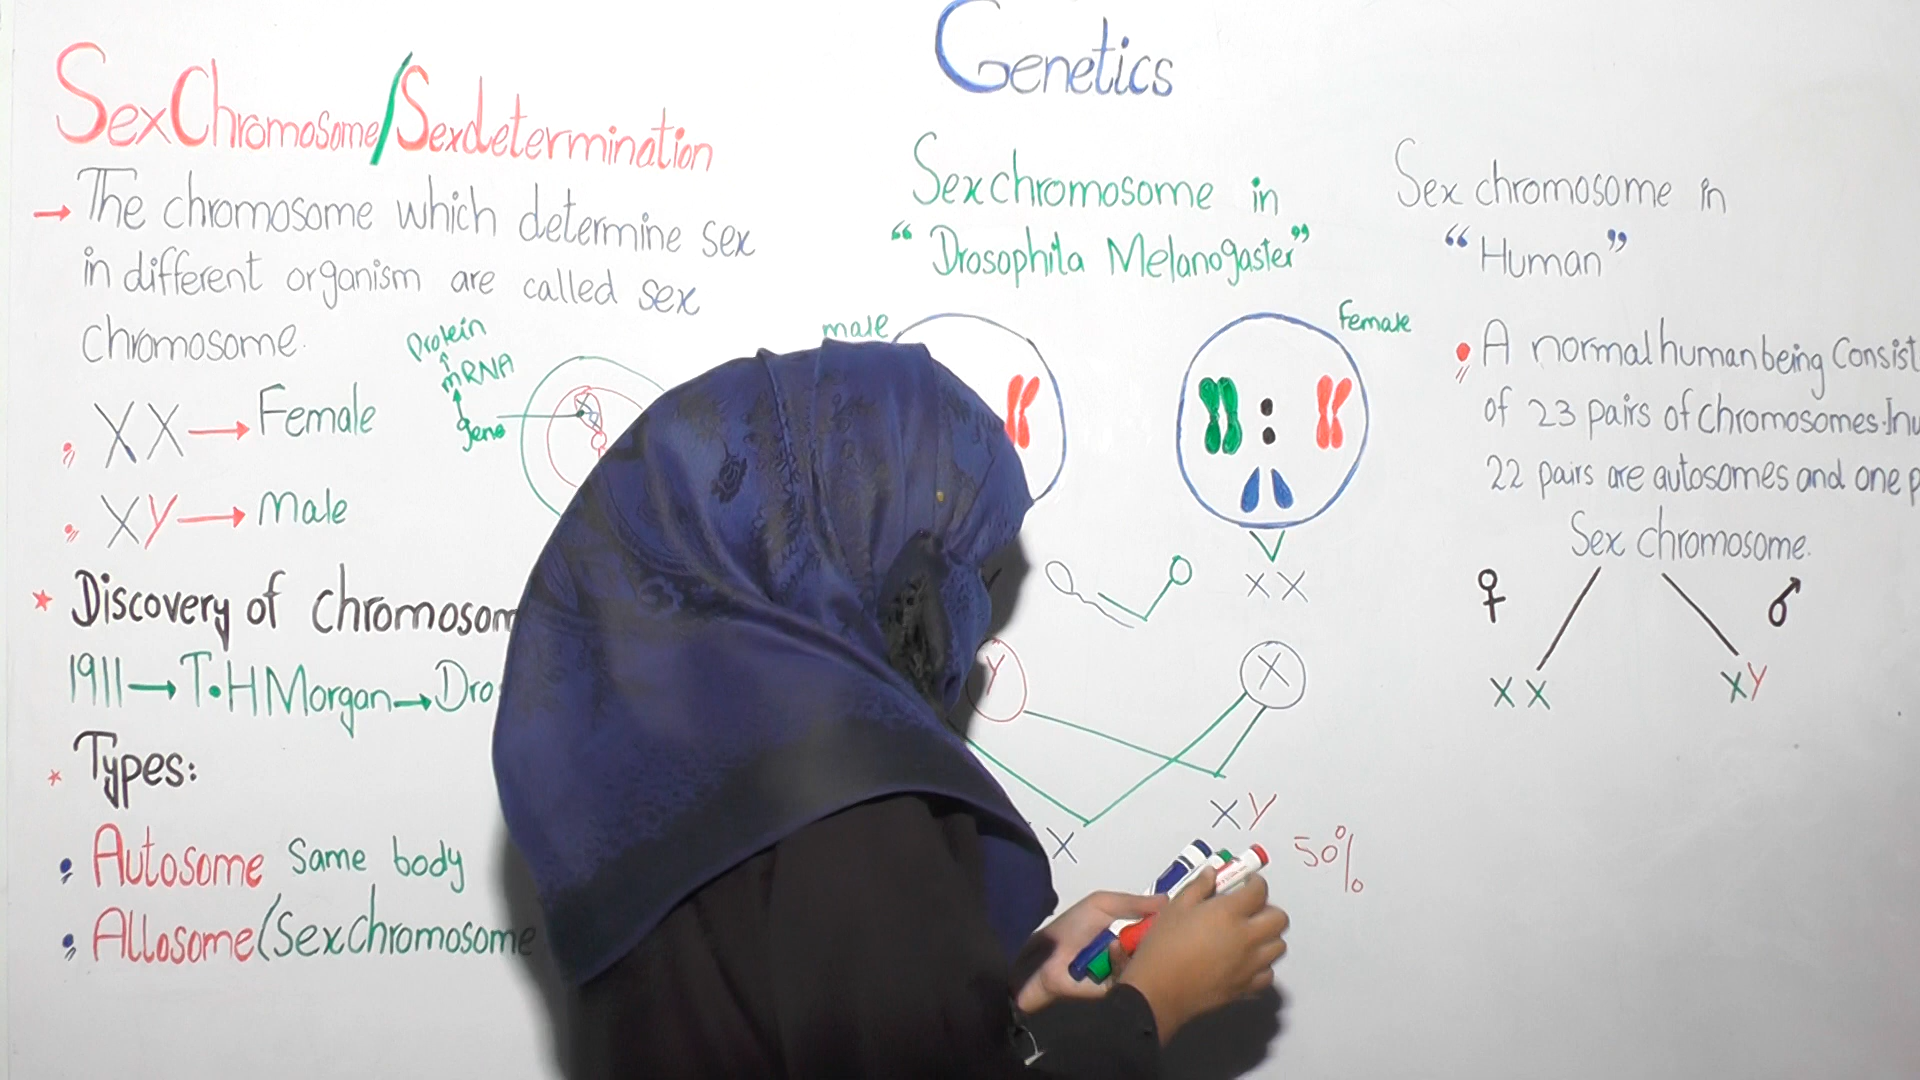 Genetics
Sex Chromosome/Sex determination
→ The chromosome which determine sex
in different organism are called sex
chromosome.
XX → Female
XY → Male
Protein
↑
mRNA
↑
gene
* Discovery of chromosom
1911 → T.H Morgan → Dro
* Types:
Autosome Same body
Allosome (Sex chromosome
Sex chromosome in
“Drosophila Melanogaster”
male
Female
XX
Y
X
X
XY
50%
Sex chromosome in
“Human”
A normal human being Consist
of 23 pairs of chromosomes. In
22 pairs are autosomes and one p
Sex chromosome.
♀ ♂
XX
XY